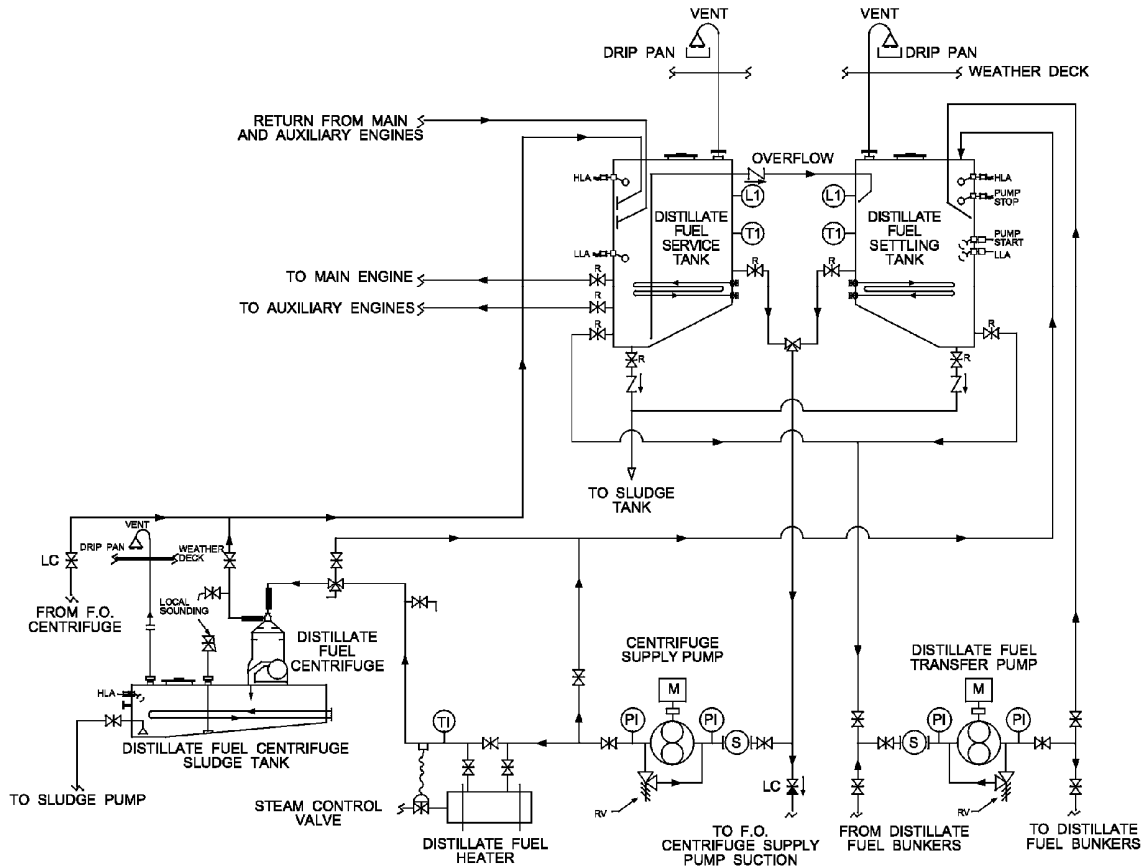 VENT
VENT
DRIP PAN
DRIP PAN
WEATHER DECK
RETURN FROM MAIN
AND AUXILIARY ENGINES
OVERFLOW
HLA
L1
L1
HLA
PUMP
STOP
DISTILLATE
FUEL
SERVICE
TANK
DISTILLATE
FUEL
SETTLING
TANK
T1
T1
PUMP
START
LLA
LLA
TO MAIN ENGINE
R
R
R
TO AUXILIARY ENGINES
R
R
R
R
R
TO SLUDGE
TANK
VENT
DRIP PAN
WEATHER
DECK
LC
FROM F.O.
CENTRIFUGE
LOCAL
SOUNDING
DISTILLATE
FUEL
CENTRIFUGE
CENTRIFUGE
SUPPLY PUMP
DISTILLATE FUEL
TRANSFER PUMP
M
M
HLA
TI
PI
PI
S
S
PI
PI
DISTILLATE FUEL CENTRIFUGE
SLUDGE TANK
TO SLUDGE PUMP
STEAM CONTROL
VALVE
DISTILLATE FUEL
HEATER
RV
LC
RV
TO F.O.
CENTRIFUGE SUPPLY
PUMP SUCTION
FROM DISTILLATE
FUEL BUNKERS
TO DISTILLATE
FUEL BUNKERS